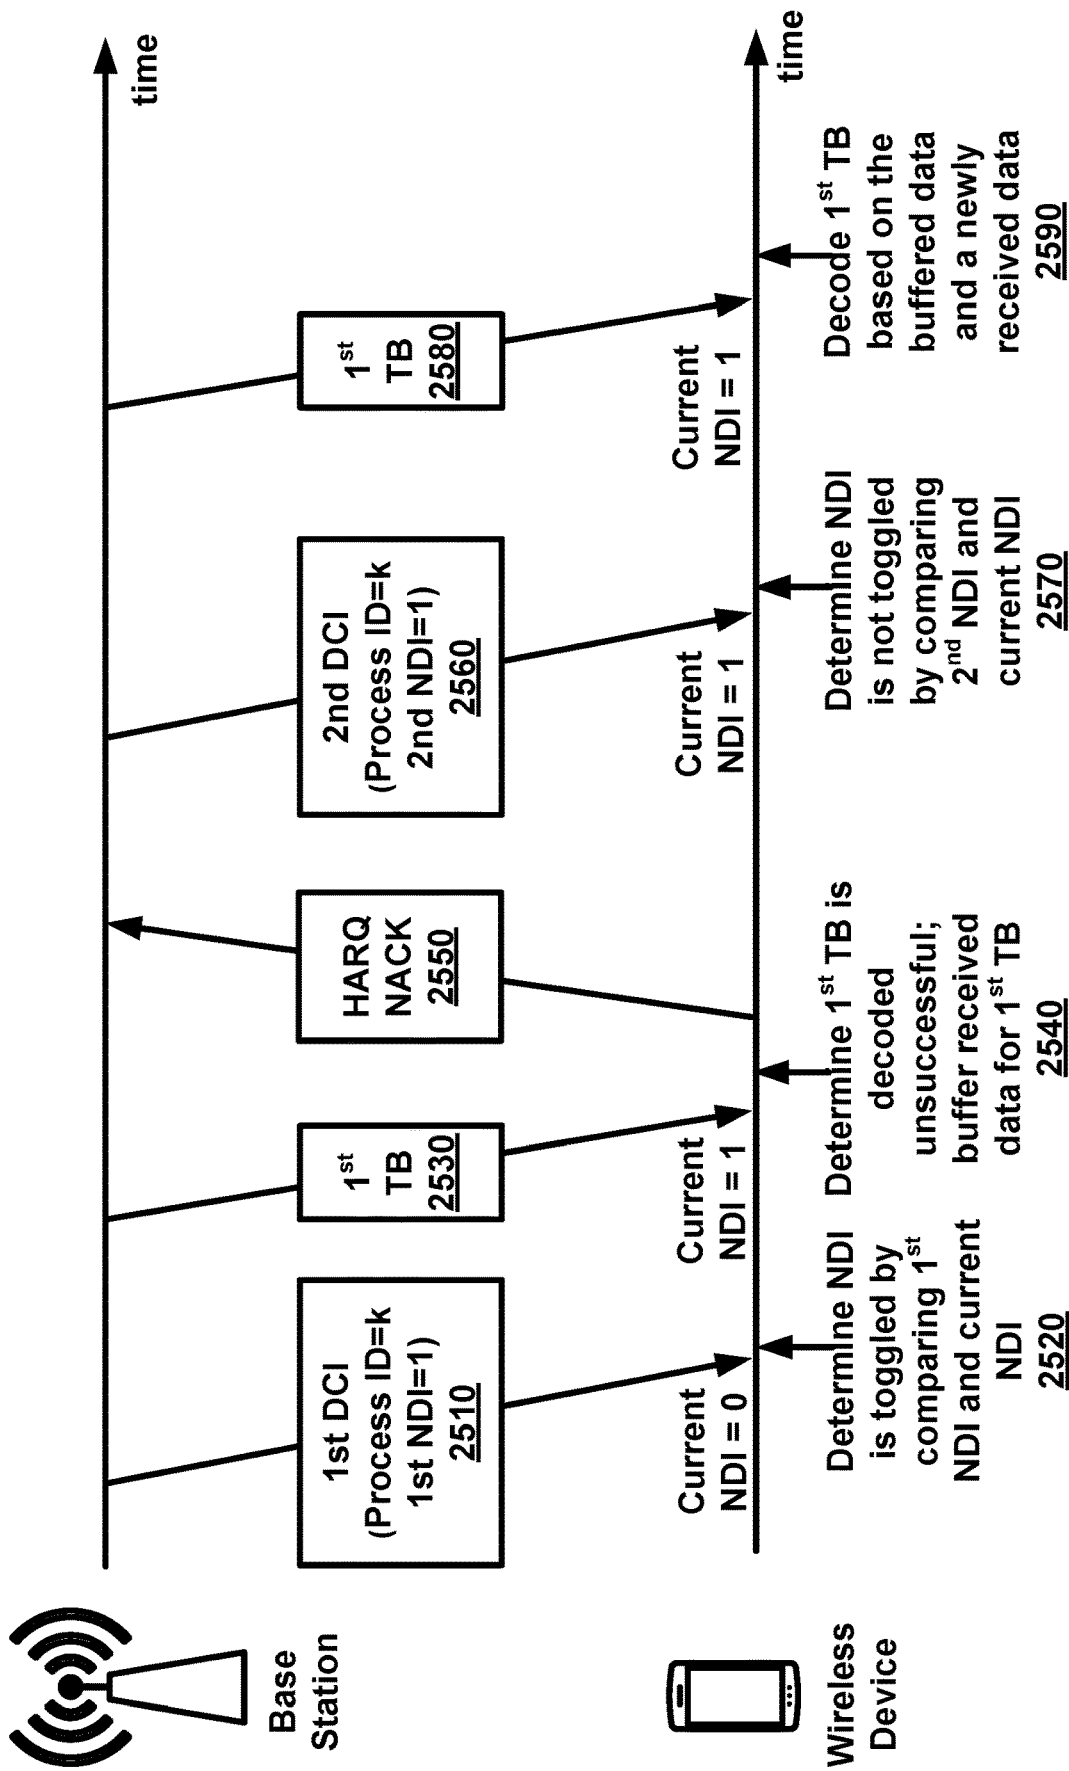 Base
Station
time
1st DCI
(Process ID=k
1st NDI=1)
2510
1st
TB
2530
HARQ
NACK
2550
2nd DCI
(Process ID=k
2nd NDI=1)
2560
1st
TB
2580
Wireless
Device
time
Current
NDI = 0
Current
NDI = 1
Current
NDI = 1
Current
NDI = 1
Determine NDI
is toggled by
comparing 1st
NDI and current
NDI
2520
Determine 1st TB is
decoded
unsuccessful;
buffer received
data for 1st TB
2540
Determine NDI
is not toggled
by comparing
2nd NDI and
current NDI
2570
Decode 1st TB
based on the
buffered data
and a newly
received data
2590